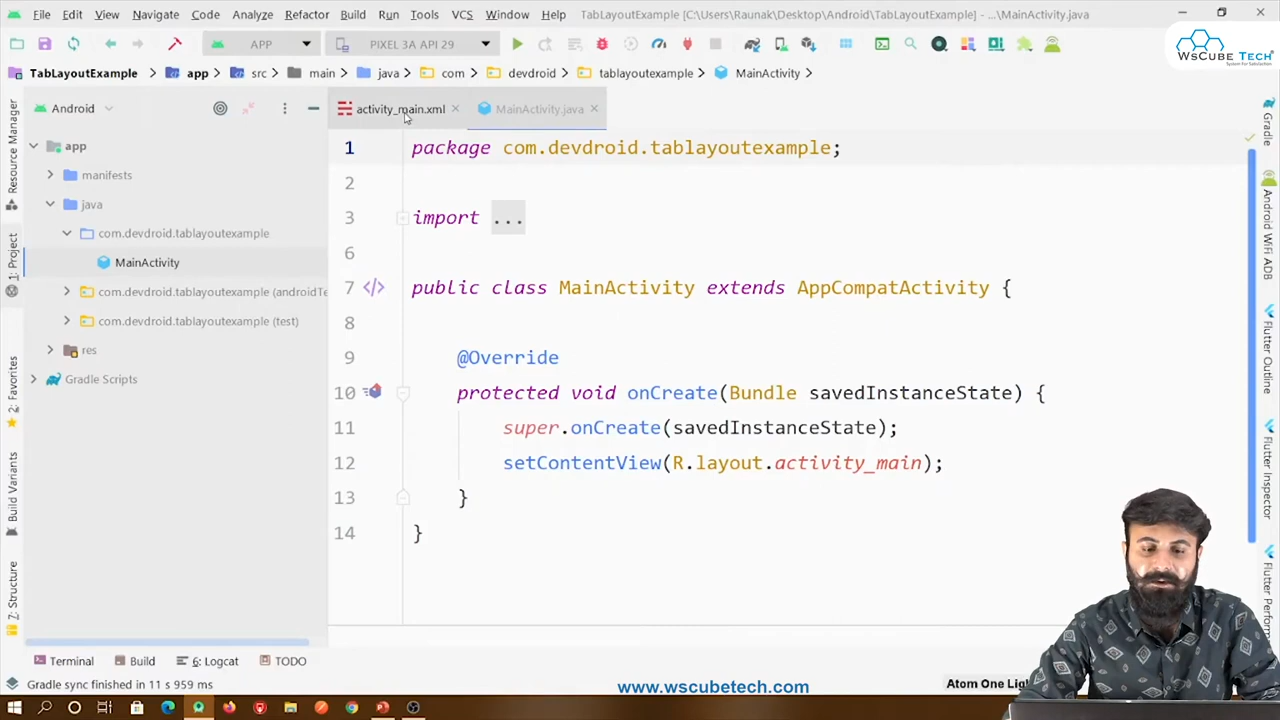 File Edit View Navigate Code Analyze Refactor Build Run Tools VCS Window Help TabLayoutExample [C:\Users\Raunak\Desktop\Android\TabLayoutExample] - ...\MainActivity.java
APP PIXEL 3A API 29
WsCube Tech
TabLayoutExample app src main java com devdroid tablayoutexample MainActivity
Android
activity_main.xml MainActivity.java
app
manifests
java
com.devdroid.tablayoutexample
MainActivity
com.devdroid.tablayoutexample (androidTe
com.devdroid.tablayoutexample (test)
res
Gradle Scripts
1 package com.devdroid.tablayoutexample;
2
3 import ...
6
7 public class MainActivity extends AppCompatActivity {
8
9 @Override
10 protected void onCreate(Bundle savedInstanceState) {
11 super.onCreate(savedInstanceState);
12 setContentView(R.layout.activity_main);
13 }
14 }
Resource Manager
1: Project
2: Favorites
Build Variants
7: Structure
Gradle
Android WiFi ADB
Flutter Outline
Flutter Inspector
Flutter Perform
Terminal Build 6: Logcat TODO
Gradle sync finished in 11 s 959 ms
www.wscubetech.com
Atom One Ligh